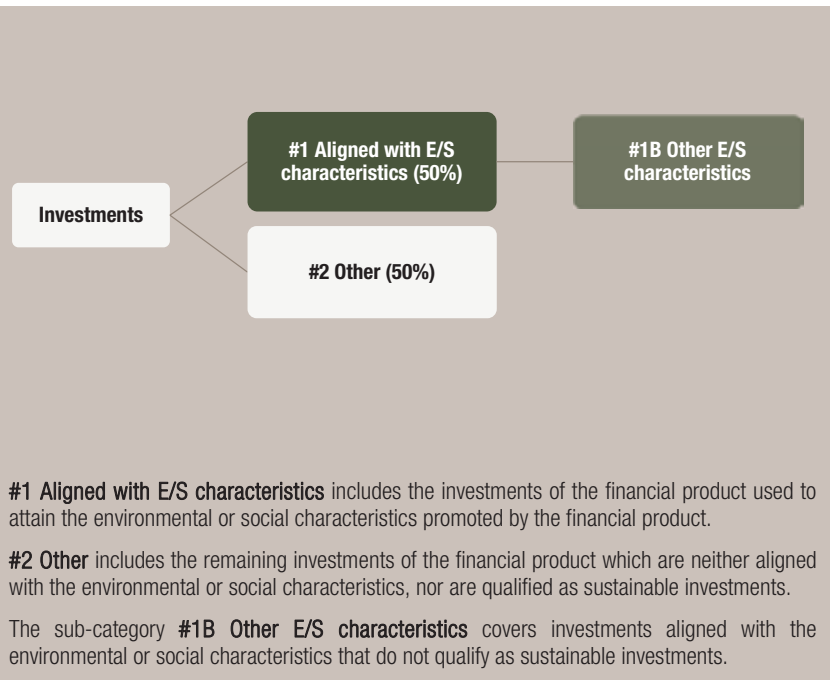 #1 Aligned with E/S
characteristics (50%)
#1B Other E/S
characteristics
Investments
#2 Other (50%)
#1 Aligned with E/S characteristics includes the investments of the financial product used to
attain the environmental or social characteristics promoted by the financial product.
#2 Other includes the remaining investments of the financial product which are neither aligned
with the environmental or social characteristics, nor are qualified as sustainable investments.
The sub-category #1B Other E/S characteristics covers investments aligned with the
environmental or social characteristics that do not qualify as sustainable investments.